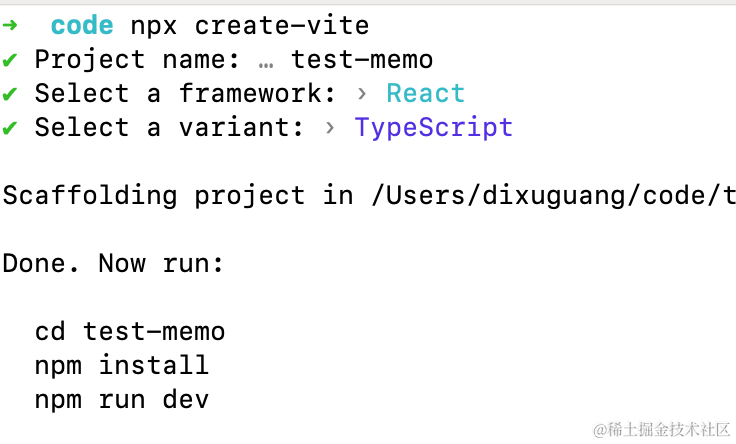 ➜  code npx create-vite
✔ Project name: … test-memo
✔ Select a framework: › React
✔ Select a variant: › TypeScript
Scaffolding project in /Users/dixuguang/code/t
Done. Now run:
cd test-memo
npm install
npm run dev
@稀土掘金技术社区